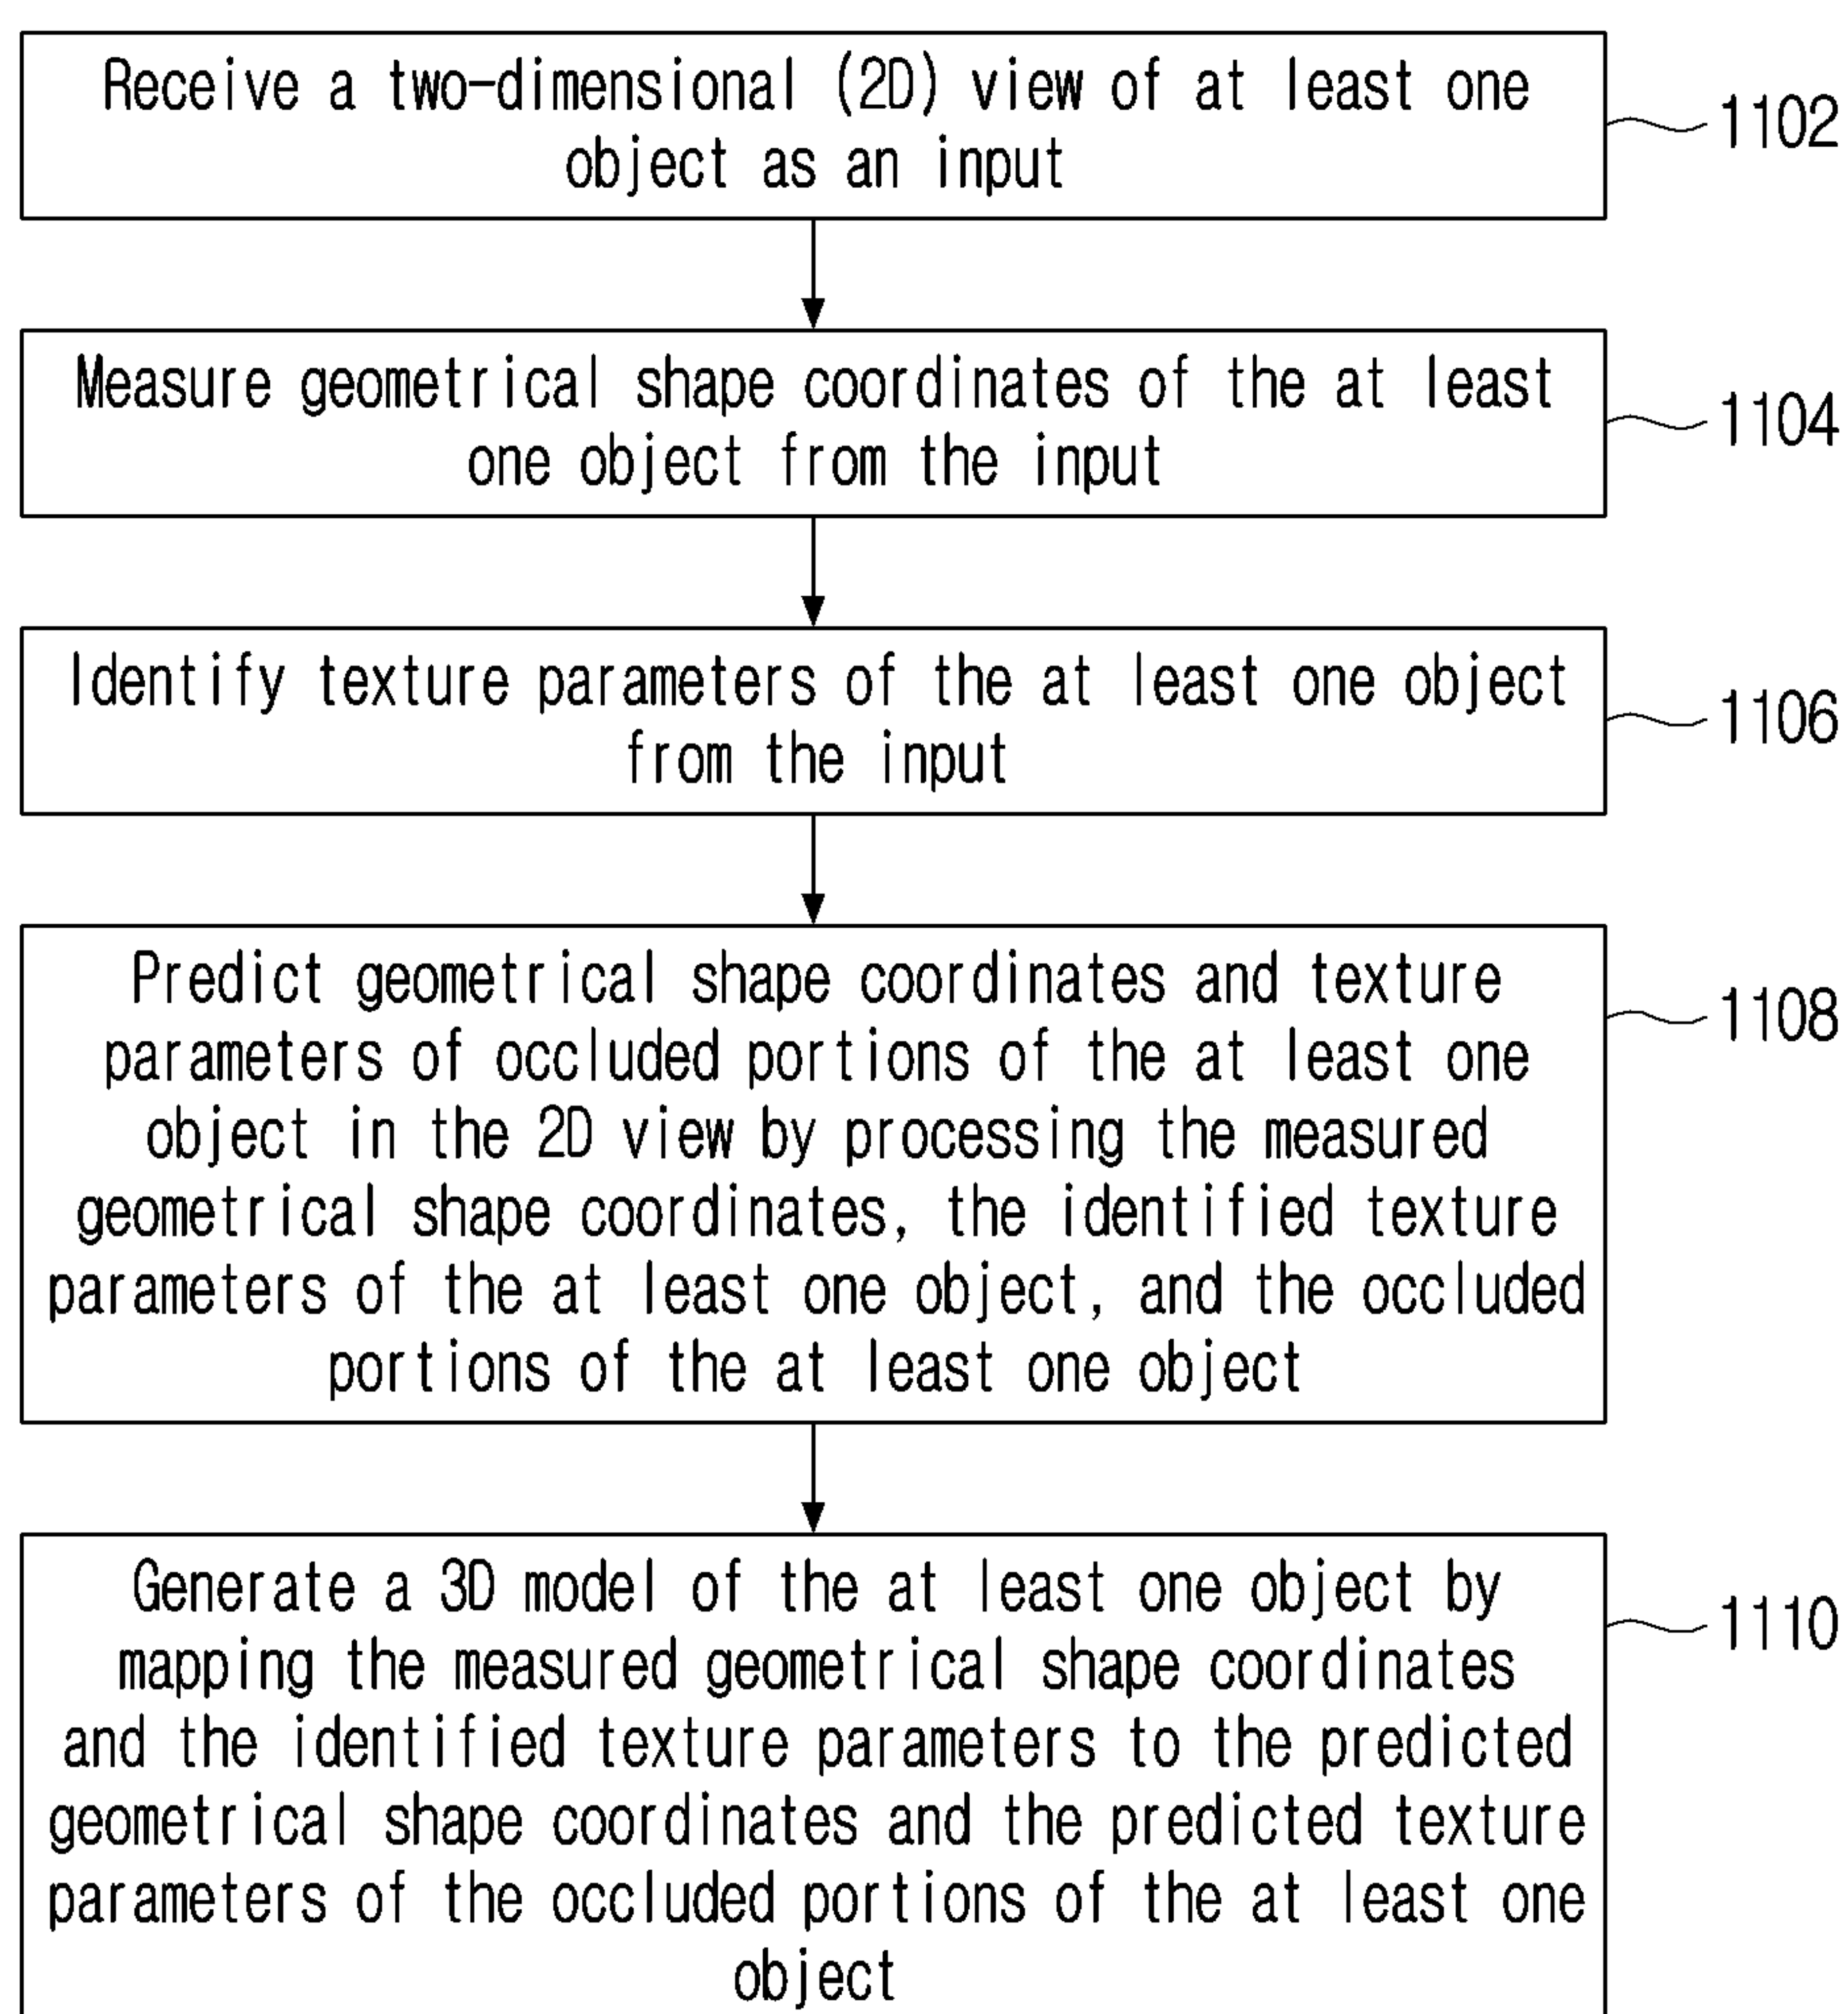 Receive a two-dimensional (2D) view of at least one
object as an input
1102
Measure geometrical shape coordinates of the at least
one object from the input
1104
Identify texture parameters of the at least one object
from the input
1106
Predict geometrical shape coordinates and texture
parameters of occluded portions of the at least one
object in the 2D view by processing the measured
geometrical shape coordinates, the identified texture
parameters of the at least one object, and the occluded
portions of the at least one object
1108
Generate a 3D model of the at least one object by
mapping the measured geometrical shape coordinates
and the identified texture parameters to the predicted
geometrical shape coordinates and the predicted texture
parameters of the occluded portions of the at least one
object
1110